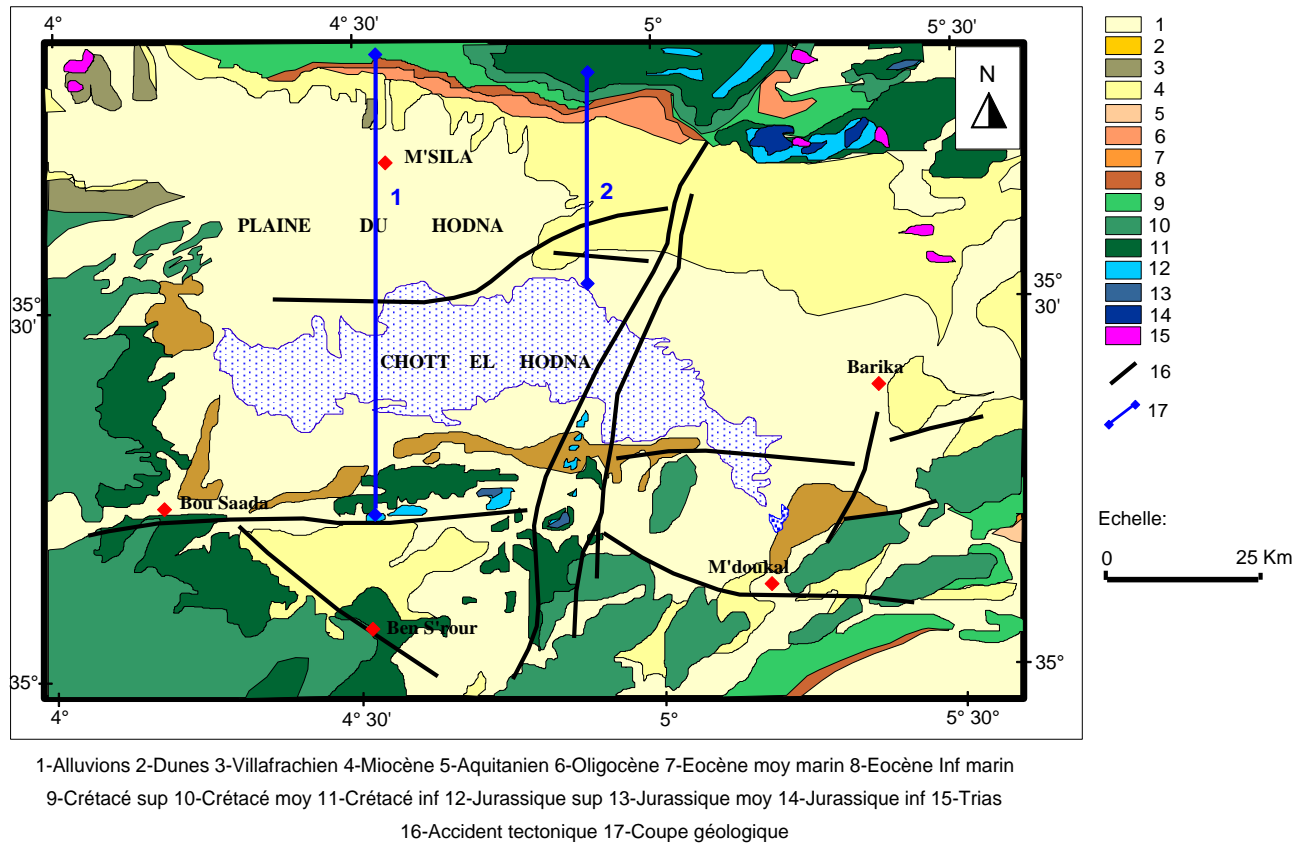 4° 4° 30' 5° 5° 30'
N
M'SILA
1 2
PLAINE DU HODNA
35° 30' 35° 30'
CHOTT EL HODNA
Barika
Bou Saada
M'doukal
Ben S'rour
35° 35°
4° 4° 30' 5° 5° 30'
1
2
3
4
5
6
7
8
9
10
11
12
13
14
15
16
17
Echelle:
0 25 Km
1-Alluvions 2-Dunes 3-Villafrachien 4-Miocène 5-Aquitanien 6-Oligocène 7-Eocène moy marin 8-Eocène Inf marin
9-Crétacé sup 10-Crétacé moy 11-Crétacé inf 12-Jurassique sup 13-Jurassique moy 14-Jurassique inf 15-Trias
16-Accident tectonique 17-Coupe géologique